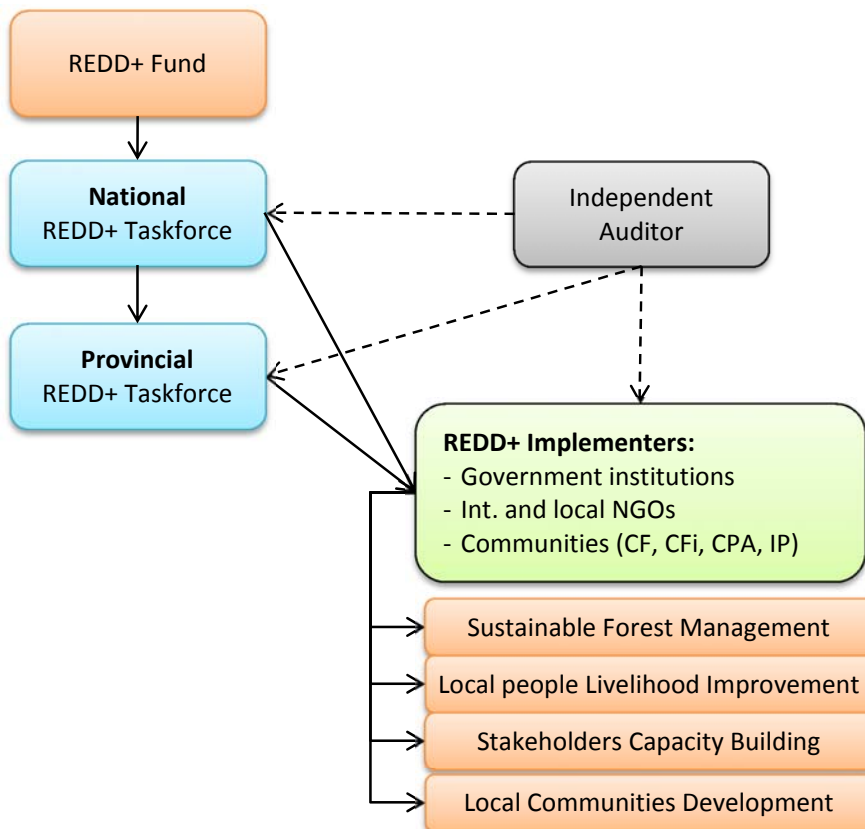 REDD+ Fund
National
REDD+ Taskforce
Independent
Auditor
Provincial
REDD+ Taskforce
REDD+ Implementers:
- Government institutions
- Int. and local NGOs
- Communities (CF, CFi, CPA, IP)
Sustainable Forest Management
Local people Livelihood Improvement
Stakeholders Capacity Building
Local Communities Development